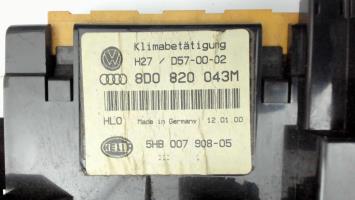 Klimabetätigung
H27 / D57-00-02
8D0 820 043M
HLO Made in Germany 12.01.00
5HB 007 908-05